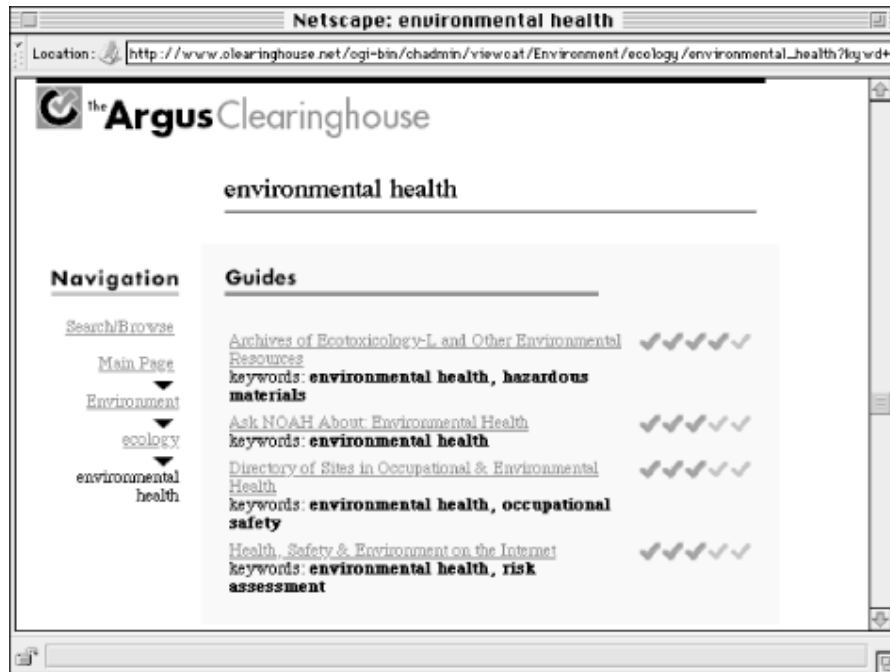 Netscape: environmental health
Location: http://www.clearinghouse.net/cgi-bin/chadmin/viewcat/Environment/ecology/environmental_health?kywd+
the Argus Clearinghouse
environmental health
Navigation
Search/Browse
Main Page
Environment
ecology
environmental
health
Guides
Archives of Ecotoxicology-L and Other Environmental
Resources
keywords: environmental health, hazardous
materials
Ask NOAH About: Environmental Health
keywords: environmental health
Directory of Sites in Occupational & Environmental
Health
keywords: environmental health, occupational
safety
Health, Safety & Environment on the Internet
keywords: environmental health, risk
assessment